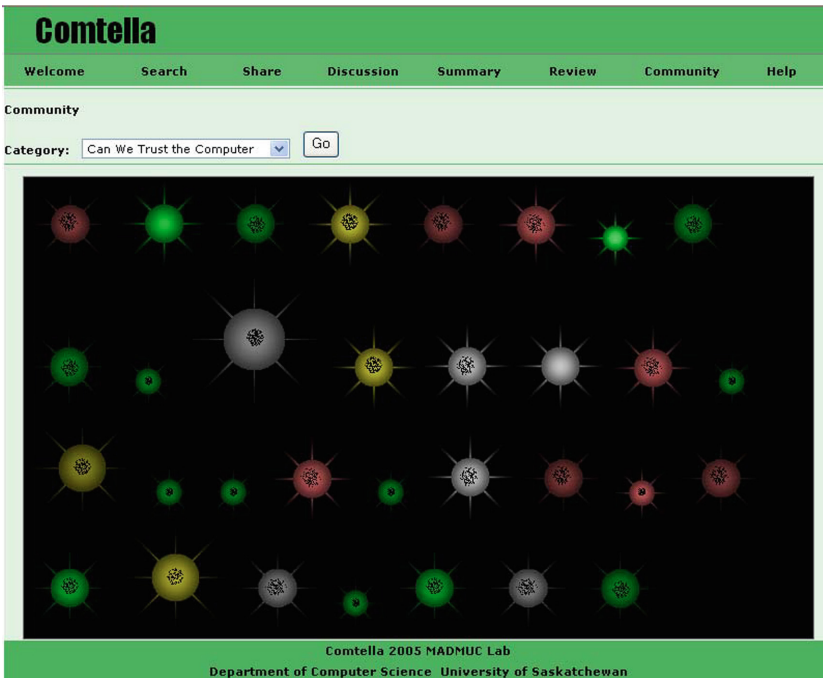 Comtella
Welcome Search Share Discussion Summary Review Community Help
Community
Category: Can We Trust the Computer Go
Comtella 2005 MADMUC Lab
Department of Computer Science University of Saskatchewan